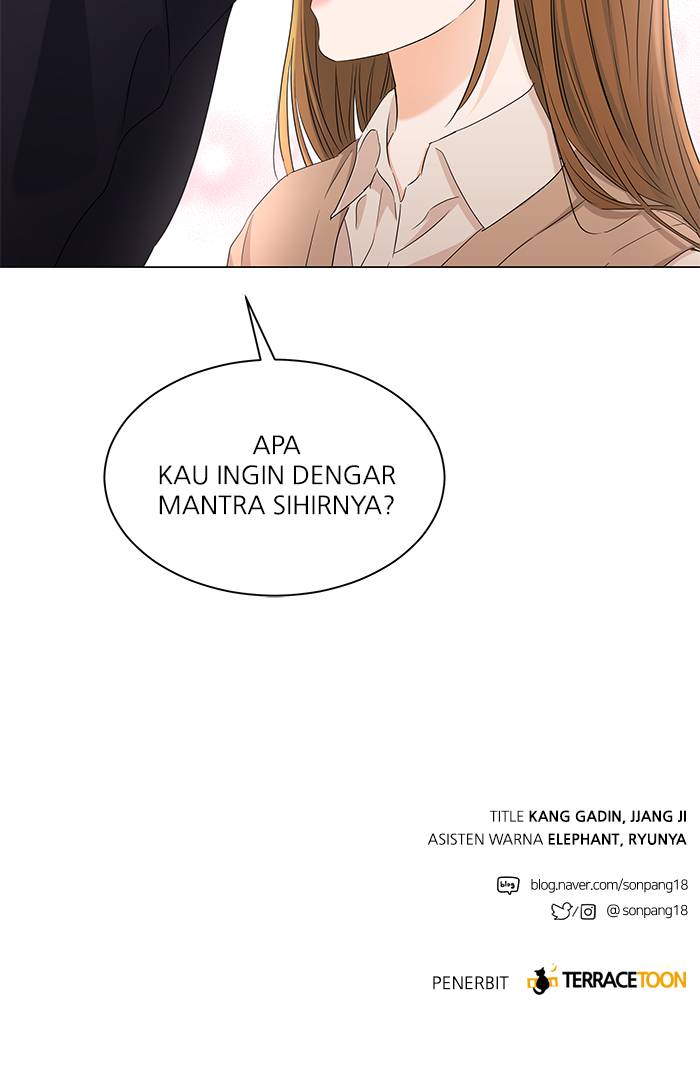 APA
KAU INGIN DENGAR
MANTRA SIHIRNYA?
TITLE KANG GADIN, JJANG JI
ASISTEN WARNA ELEPHANT, RYUNYA
blog blog.naver.com/sonpang18
/ @ sonpang18
PENERBIT TERRACETOON